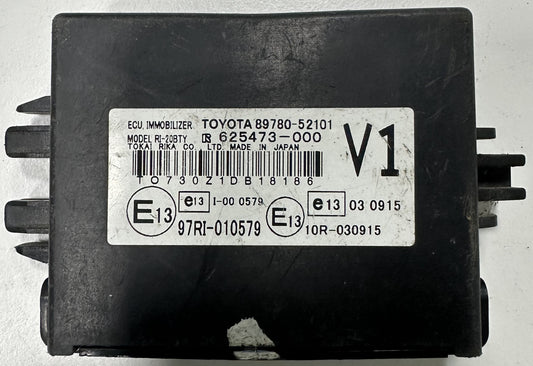 ECU, IMMOBILIZER TOYOTA 89780-52101
MODEL RI-20BTY R 625473-000
TOKAI RIKA CO. LTD. MADE IN JAPAN
V1
TO730Z1DB18186
E13 e13 I-00 0579
97RI-010579
E13 e13 03 0915
10R-030915